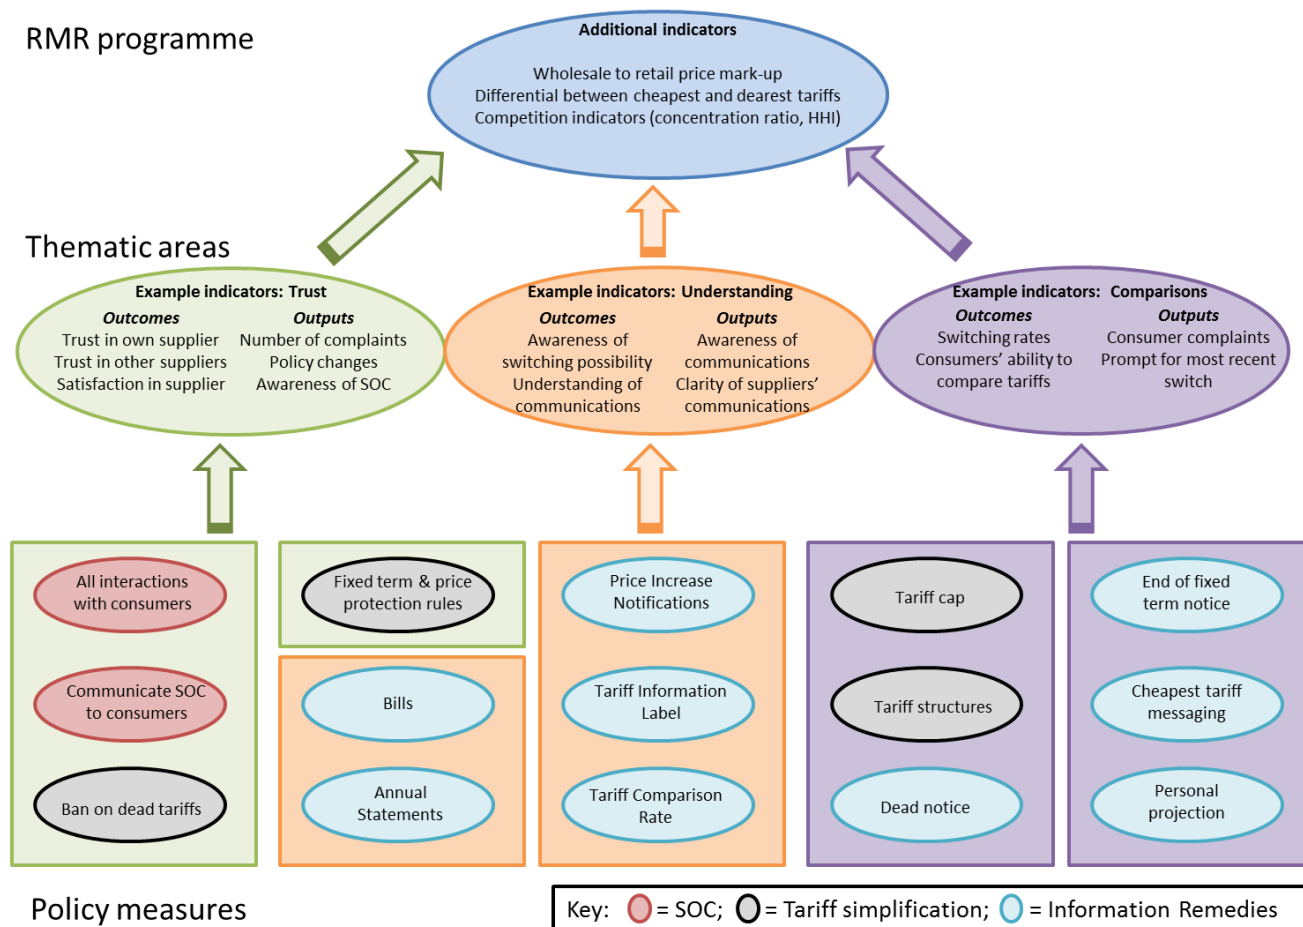 RMR programme
Additional indicators
Wholesale to retail price mark-up
Differential between cheapest and dearest tariffs
Competition indicators (concentration ratio, HHI)
Thematic areas
Example indicators: Trust
Outcomes
Trust in own supplier
Trust in other suppliers
Satisfaction in supplier
Outputs
Number of complaints
Policy changes
Awareness of SOC
Example indicators: Understanding
Outcomes
Awareness of
switching possibility
Understanding of
communications
Outputs
Awareness of
communications
Clarity of suppliers'
communications
Example indicators: Comparisons
Outcomes
Switching rates
Consumers' ability to
compare tariffs
Outputs
Consumer complaints
Prompt for most recent
switch
All interactions
with consumers
Communicate SOC
to consumers
Ban on dead tariffs
Fixed term & price
protection rules
Bills
Annual
Statements
Price Increase
Notifications
Tariff Information
Label
Tariff Comparison
Rate
Tariff cap
Tariff structures
Dead notice
End of fixed
term notice
Cheapest tariff
messaging
Personal
projection
Policy measures
Key: = SOC; = Tariff simplification; = Information Remedies